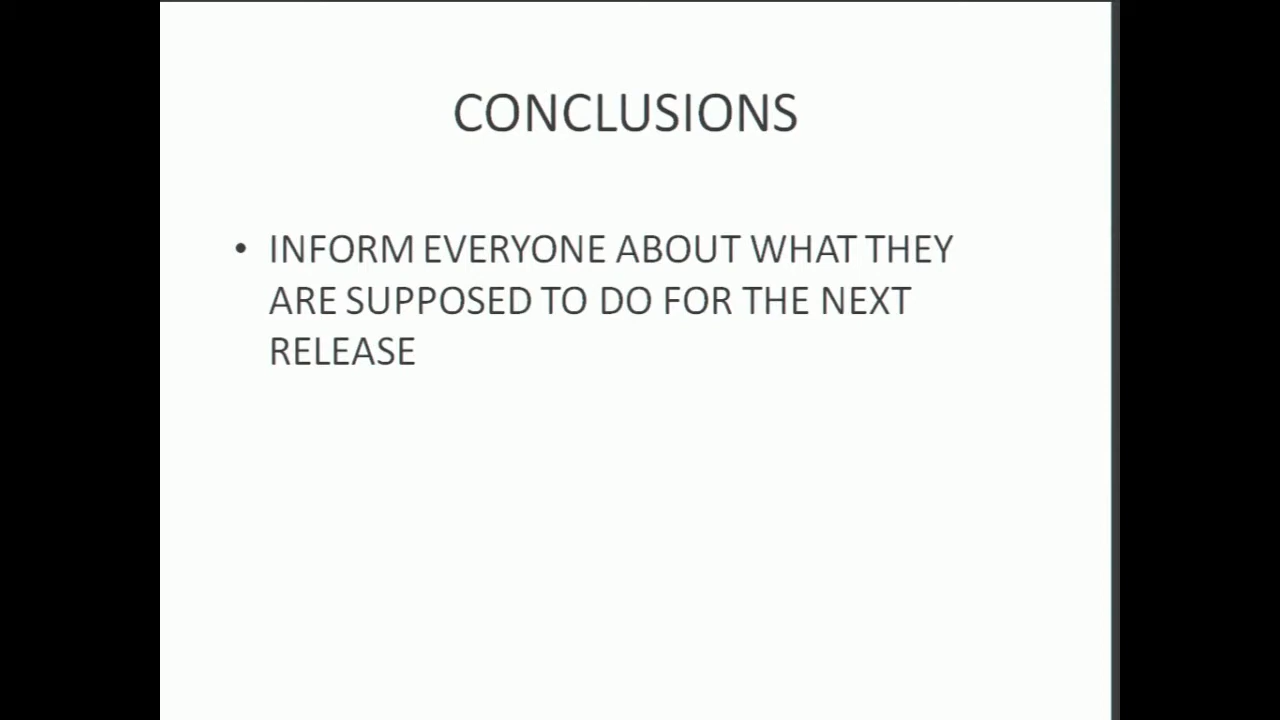 CONCLUSIONS
• INFORM EVERYONE ABOUT WHAT THEY
ARE SUPPOSED TO DO FOR THE NEXT
RELEASE